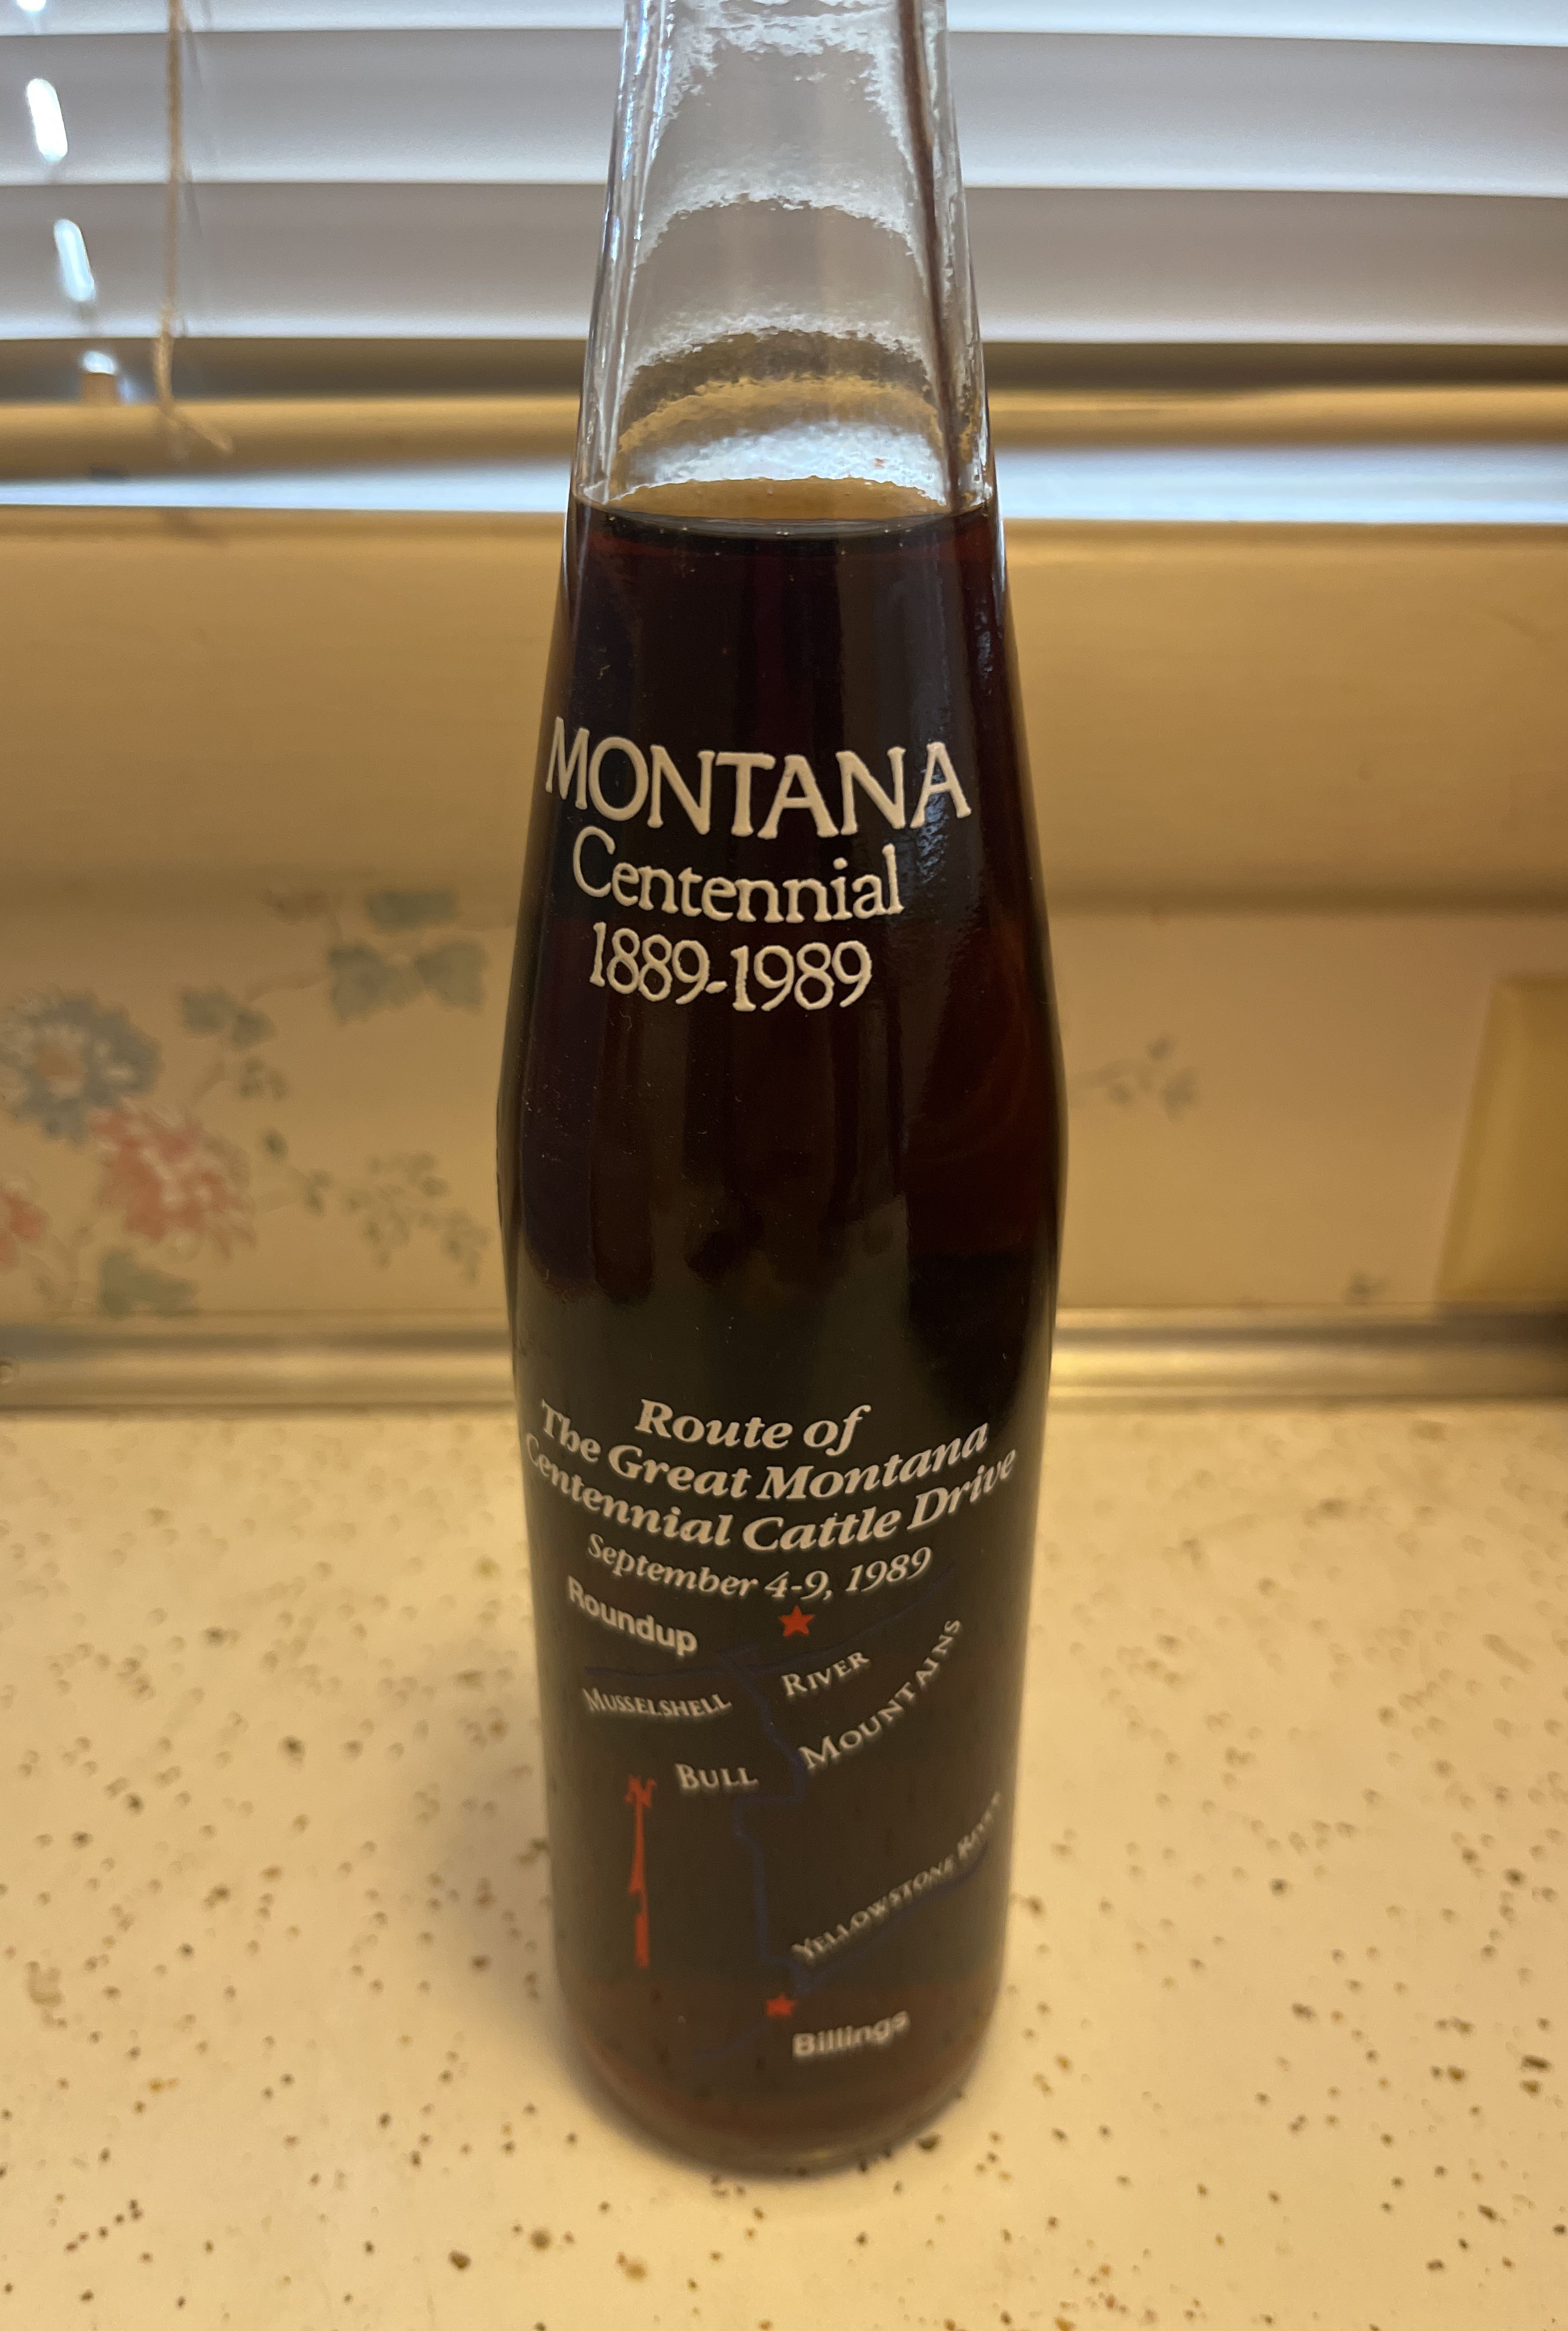 MONTANA
Centennial
1889-1989
Route of
The Great Montana
Centennial Cattle Drive
September 4-9, 1989
Roundup
MUSSELSHELL RIVER
BULL MOUNTAINS
N
YELLOWSTONE RIVER
Billings